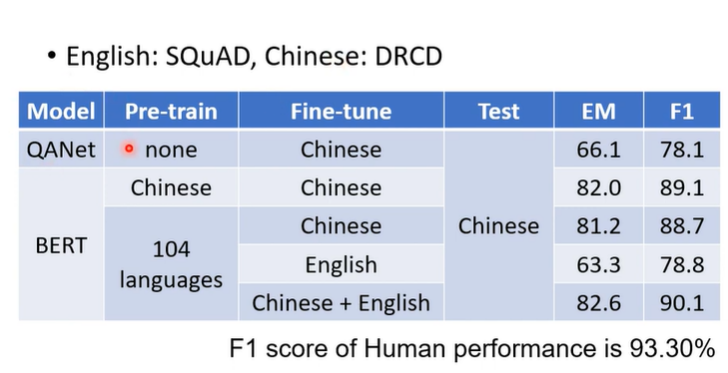 • English: SQuAD, Chinese: DRCD
Model Pre-train Fine-tune Test EM F1
QANet none Chinese 66.1 78.1
Chinese Chinese 82.0 89.1
Chinese Chinese 81.2 88.7
BERT 104 languages
English 63.3 78.8
Chinese + English 82.6 90.1
F1 score of Human performance is 93.30%